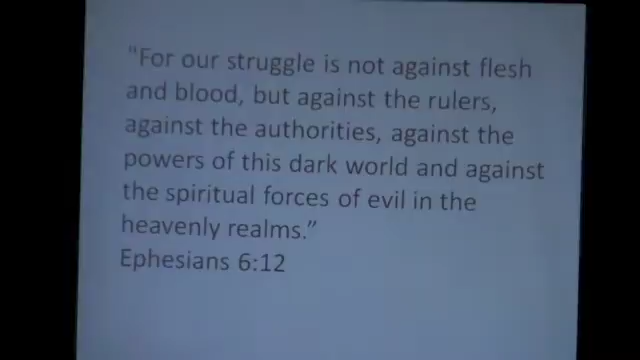 "For our struggle is not against flesh
and blood, but against the rulers,
against the authorities, against the
powers of this dark world and against
the spiritual forces of evil in the
heavenly realms.”
Ephesians 6:12